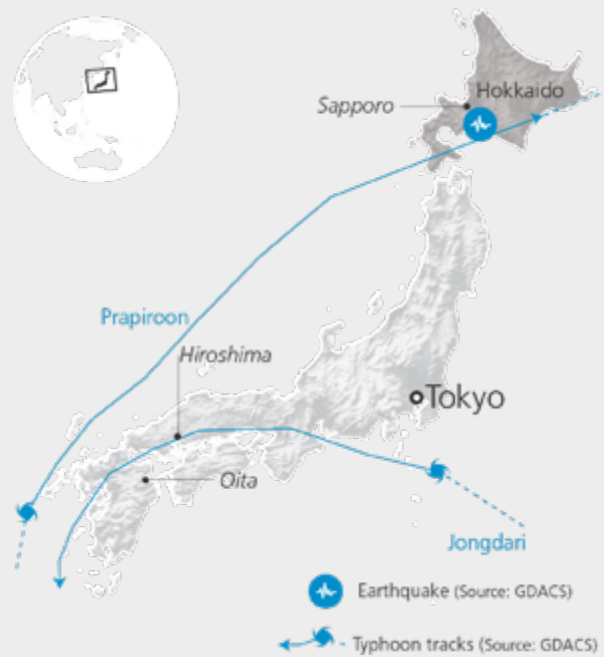 Hokkaido
Sapporo
Prapiroon
Hiroshima
Tokyo
Oita
Jongdari
Earthquake (Source: GDACS)
Typhoon tracks (Source: GDACS)